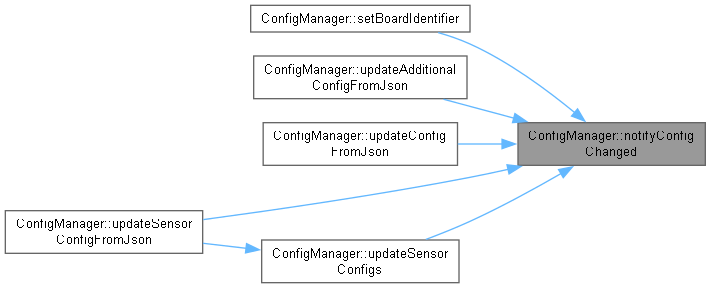 ConfigManager::setBoardIdentifier
ConfigManager::updateAdditional
ConfigFromJson
ConfigManager::updateConfig
FromJson
ConfigManager::notifyConfig
Changed
ConfigManager::updateSensor
ConfigFromJson
ConfigManager::updateSensor
Configs